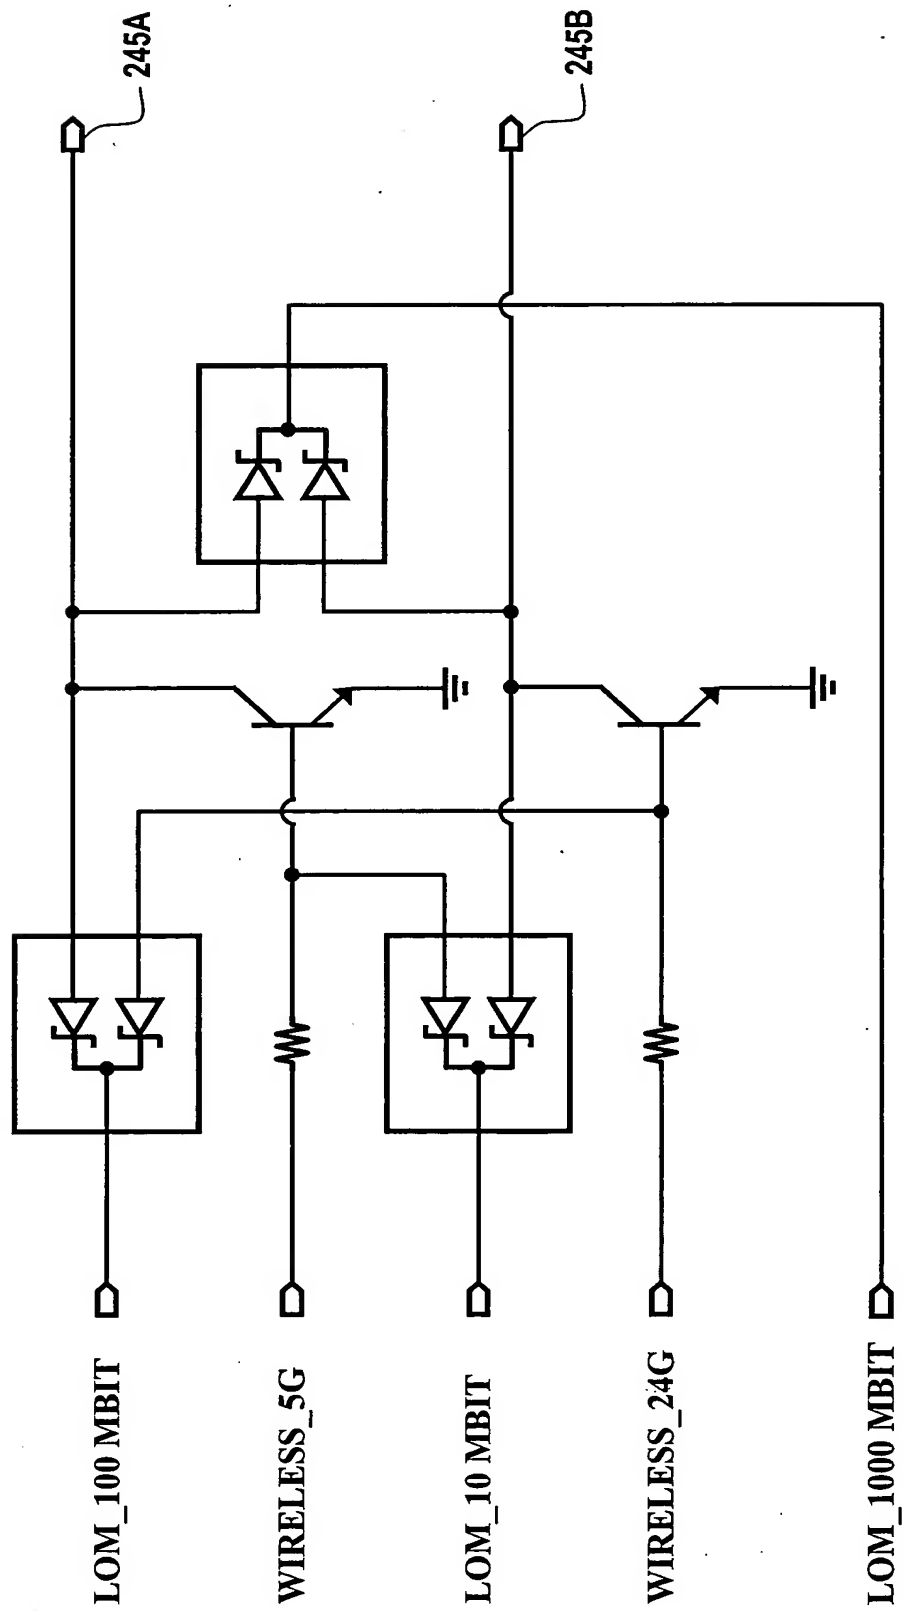 LOM_100 MBIT
WIRELESS_5G
LOM_10 MBIT
WIRELESS_24G
LOM_1000 MBIT
245A
245B